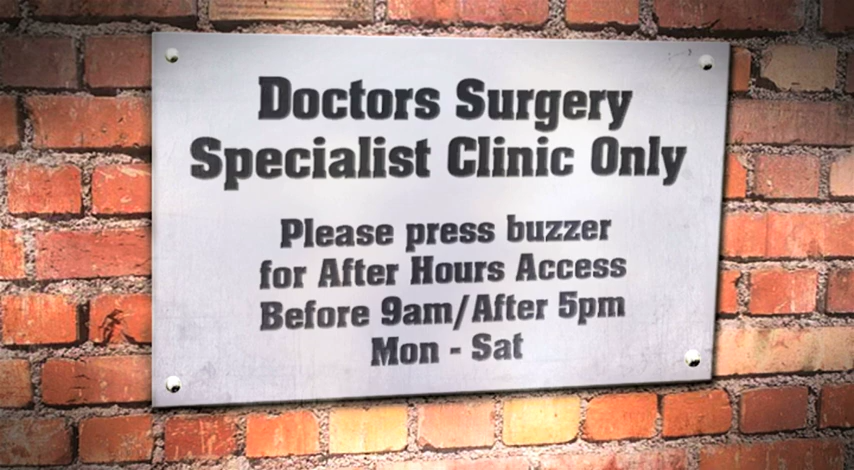 Doctors Surgery
Specialist Clinic Only
Please press buzzer
for After Hours Access
Before 9am/After 5pm
Mon - Sat